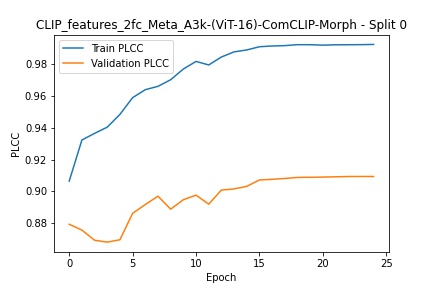 CLIP_features_2fc_Meta_A3k-(ViT-16)-ComCLIP-Morph - Split 0
Train PLCC
Validation PLCC
PLCC
0.98
0.96
0.94
0.92
0.90
0.88
0 5 10 15 20 25
Epoch